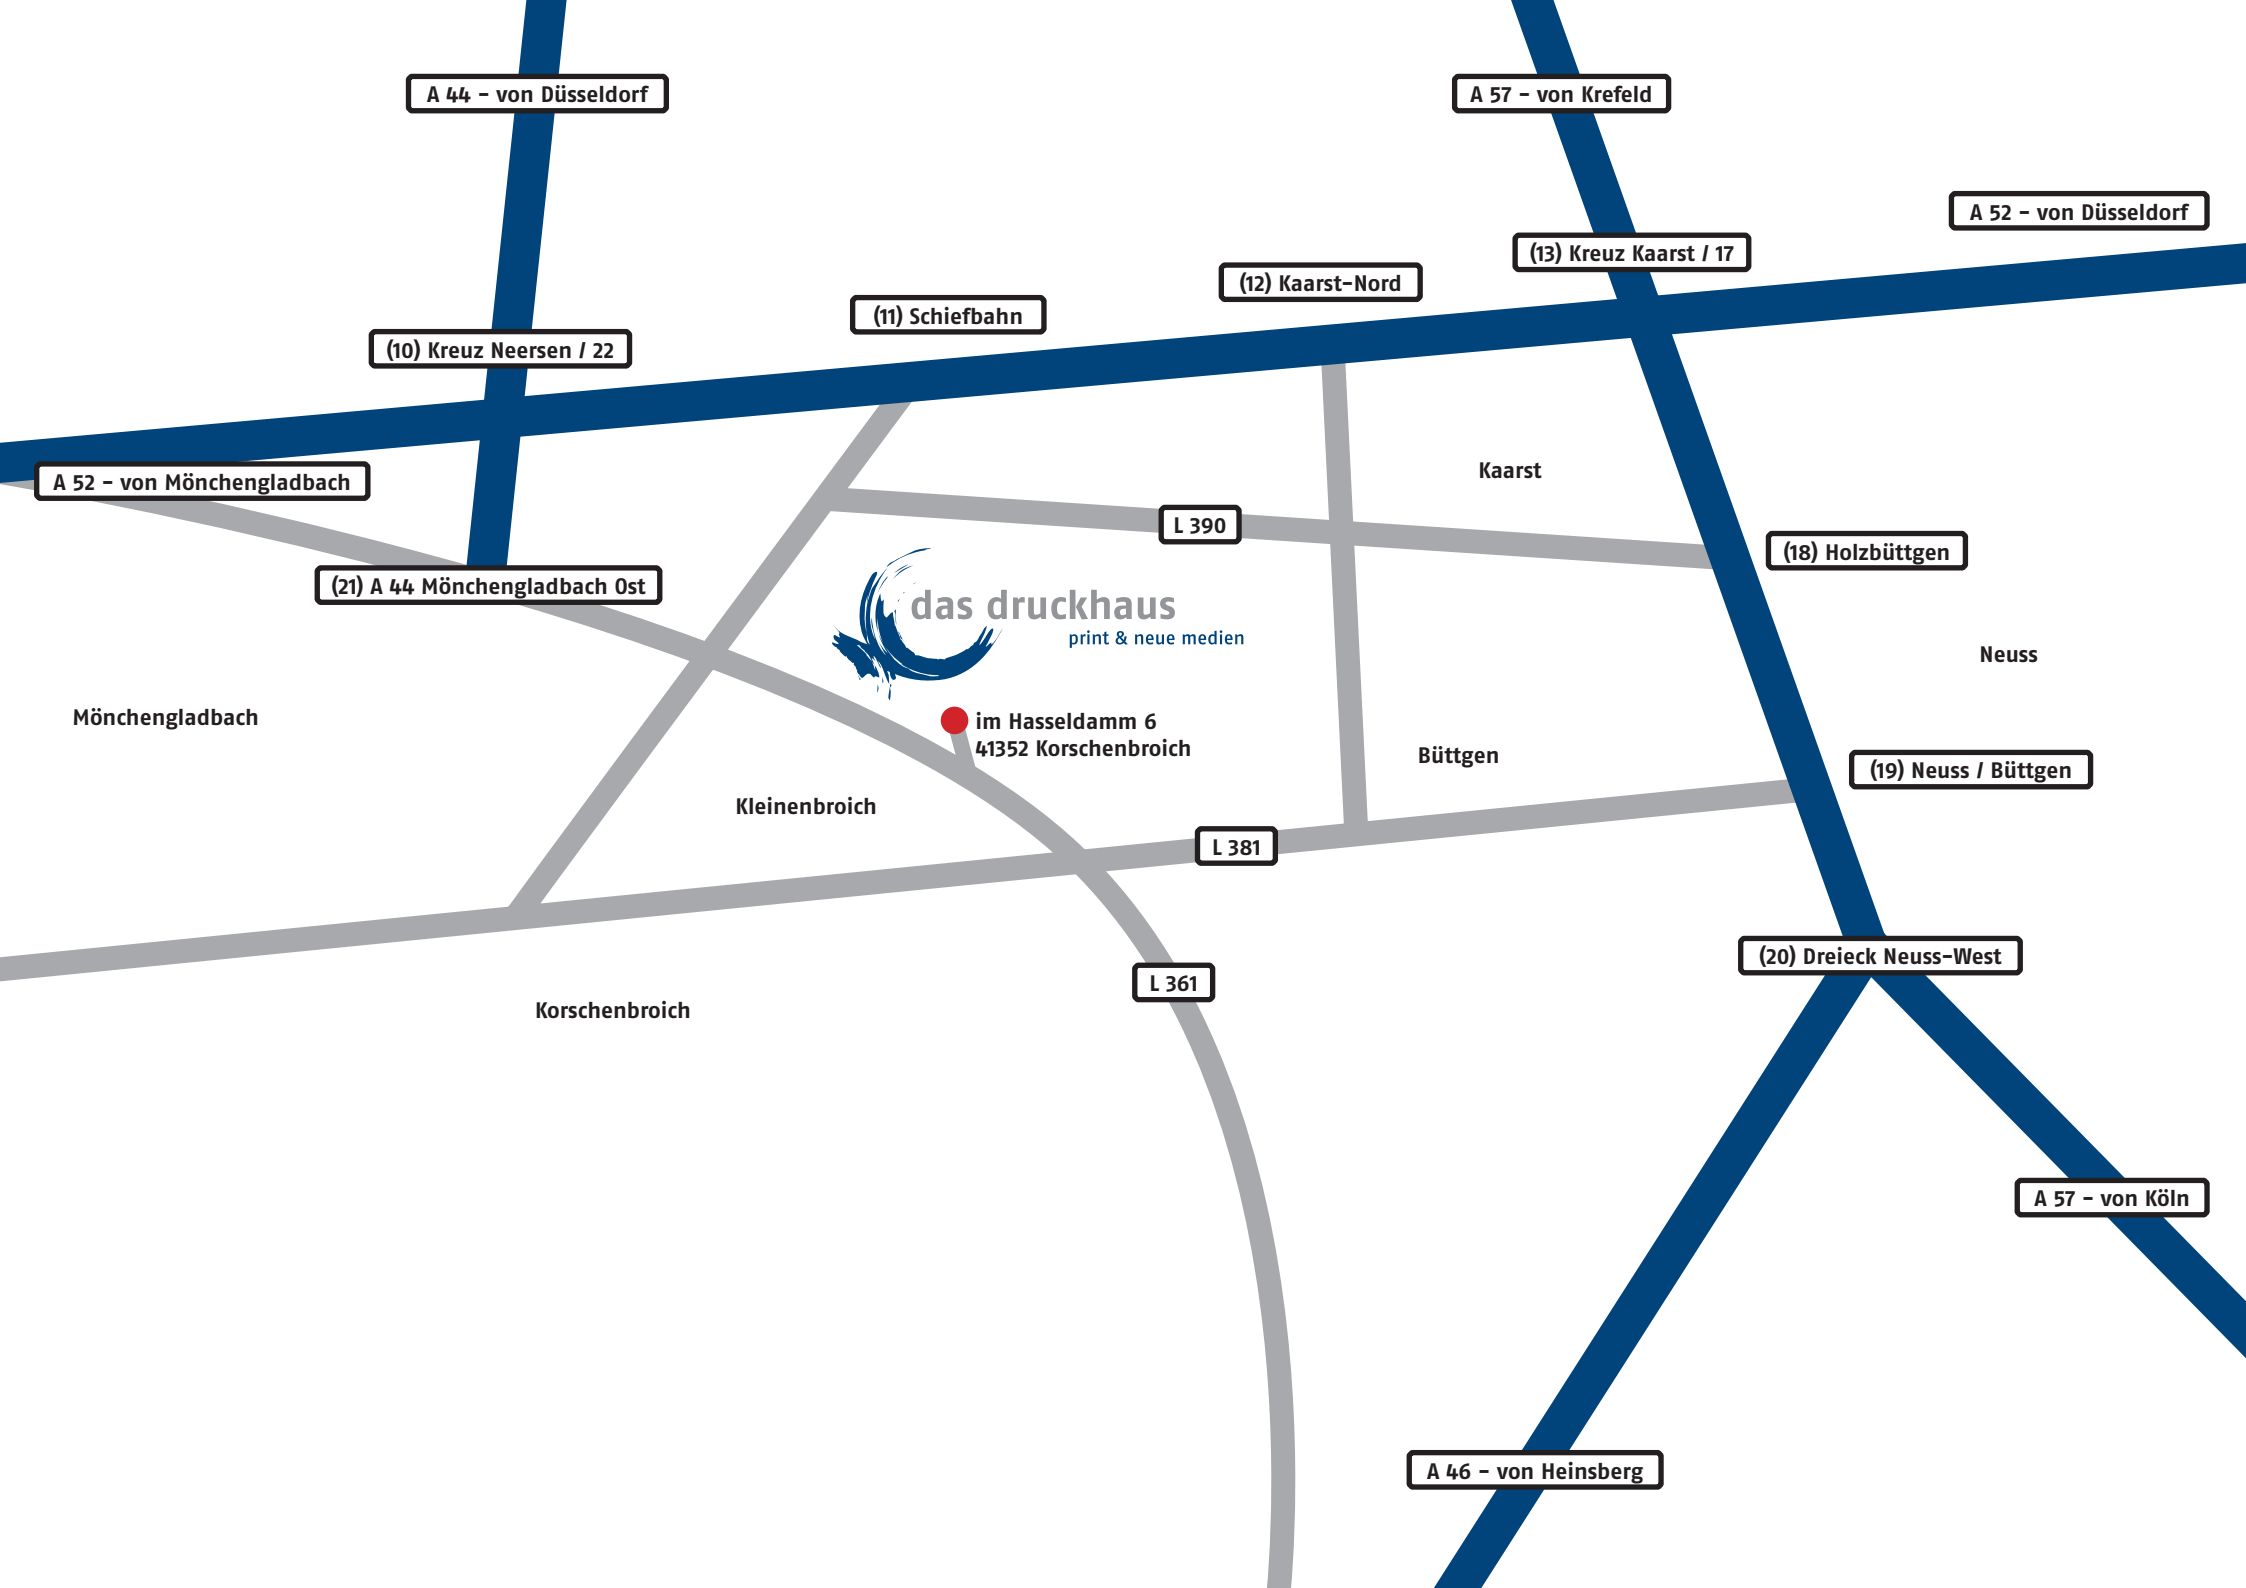 A 44 – von Düsseldorf
A 57 – von Krefeld
A 52 – von Düsseldorf
(13) Kreuz Kaarst / 17
(12) Kaarst-Nord
(11) Schiefbahn
(10) Kreuz Neersen / 22
Kaarst
A 52 – von Mönchengladbach
L 390
(18) Holzbüttgen
(21) A 44 Mönchengladbach Ost
das druckhaus
print & neue medien
Neuss
Mönchengladbach
im Hasseldamm 6
41352 Korschenbroich
Büttgen
(19) Neuss / Büttgen
Kleinenbroich
L 381
(20) Dreieck Neuss-West
L 361
Korschenbroich
A 57 – von Köln
A 46 – von Heinsberg